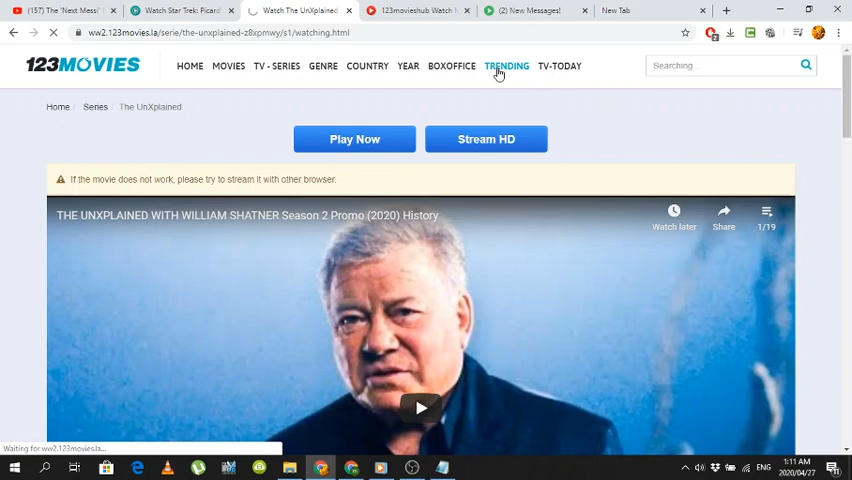 (157) The 'Next Messi'
Watch Star Trek: Picard
Watch The UnXplained
123movieshub Watch M
(2) New Messages!
New Tab
ww2.123movies.la/serie/the-unxplained-z8xpmwy/s1/watching.html
123MOVIES
HOME MOVIES TV - SERIES GENRE COUNTRY YEAR BOXOFFICE TRENDING TV-TODAY
Searching...
Home / Series / The UnXplained
Play Now
Stream HD
If the movie does not work, please try to stream it with other browser.
THE UNXPLAINED WITH WILLIAM SHATNER Season 2 Promo (2020) History
Watch later
Share
1/19
Waiting for ww2.123movies.la...
ENG
1:11 AM
2020/04/27